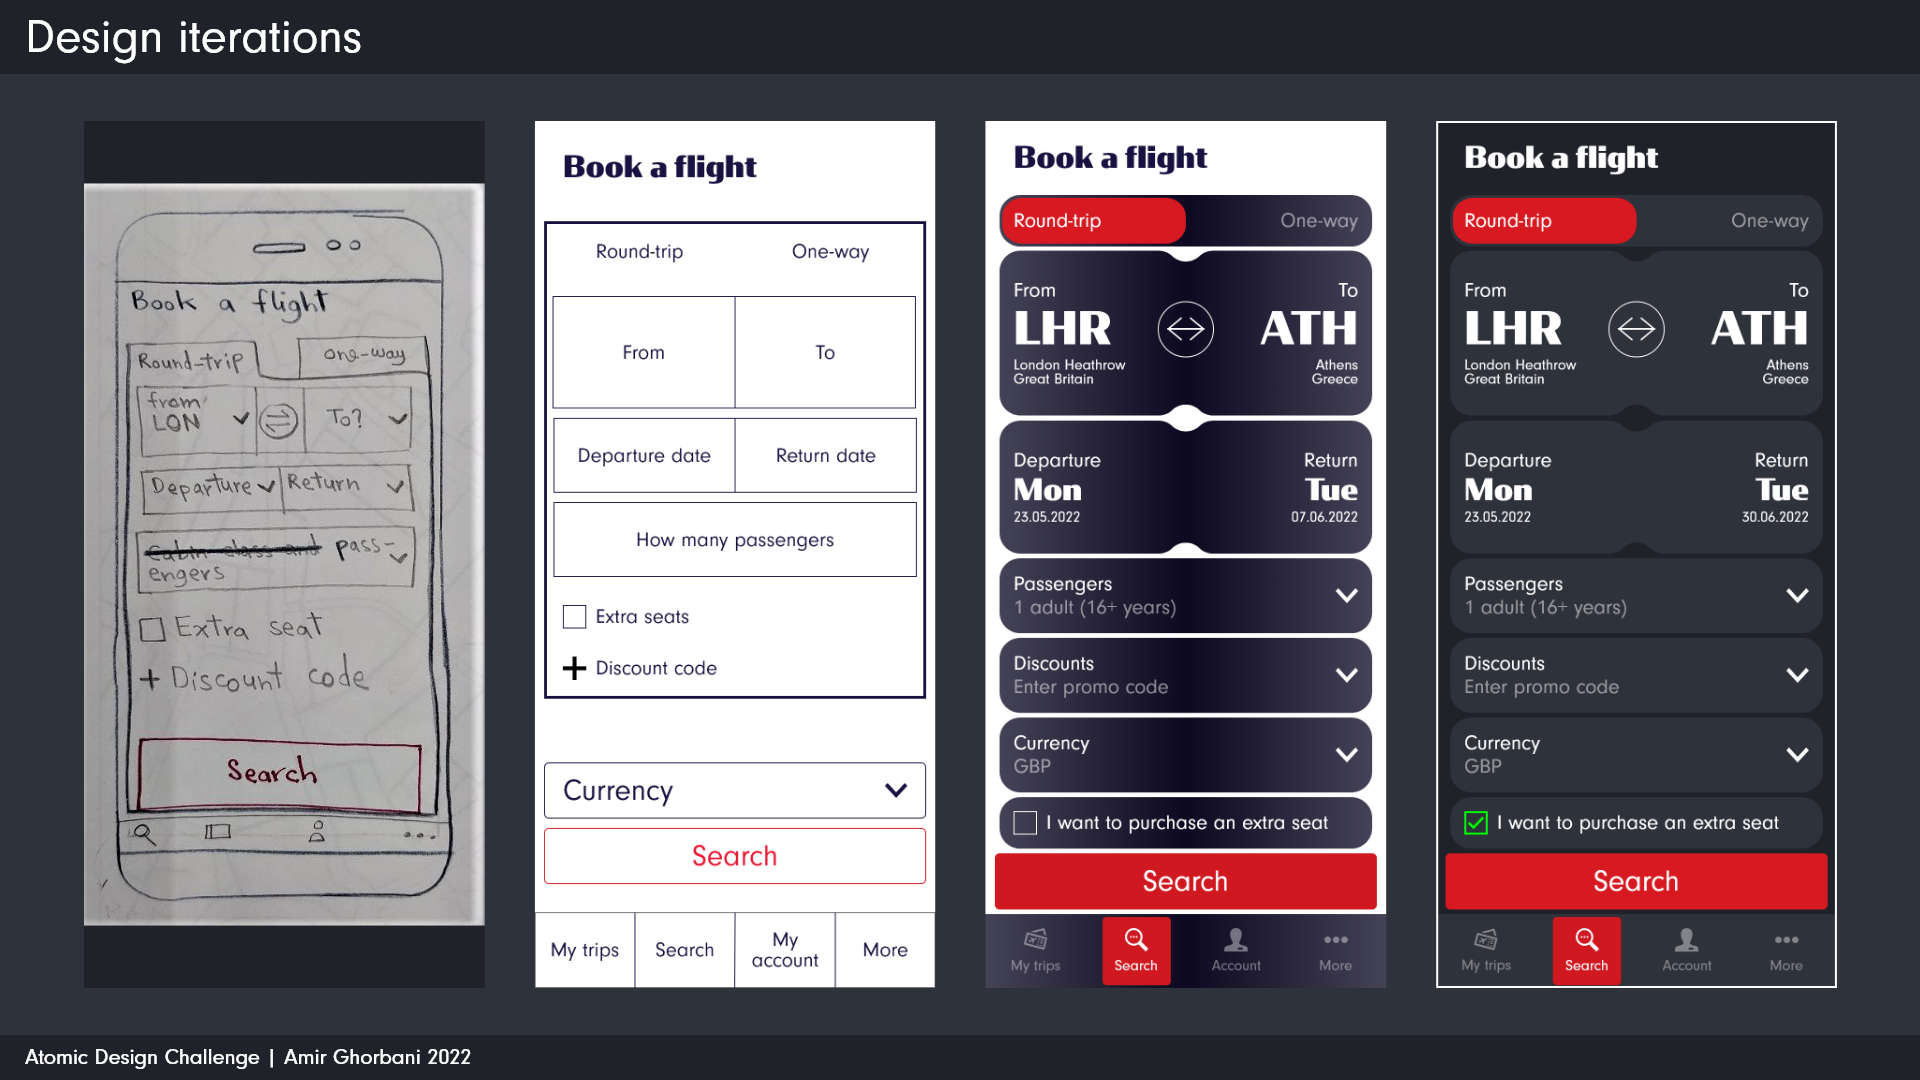 Design iterations
Book a flight
Round-trip
One-way
from
LON
To?
Departure
Return
Cabin class and pass-
engers
Extra seat
+ Discount code
Search
Book a flight
Round-trip
One-way
From
To
Departure date
Return date
How many passengers
Extra seats
Discount code
Currency
Search
My trips
Search
My
account
More
Book a flight
Round-trip
One-way
From
To
LHR
ATH
London Heathrow
Great Britain
Athens
Greece
Departure
Return
Mon
Tue
23.05.2022
07.06.2022
Passengers
1 adult (16+ years)
Discounts
Enter promo code
Currency
GBP
I want to purchase an extra seat
Search
My trips
Search
Account
More
Book a flight
Round-trip
One-way
From
To
LHR
ATH
London Heathrow
Great Britain
Athens
Greece
Departure
Return
Mon
Tue
23.05.2022
30.06.2022
Passengers
1 adult (16+ years)
Discounts
Enter promo code
Currency
GBP
I want to purchase an extra seat
Search
My trips
Search
Account
More
Atomic Design Challenge | Amir Ghorbani 2022